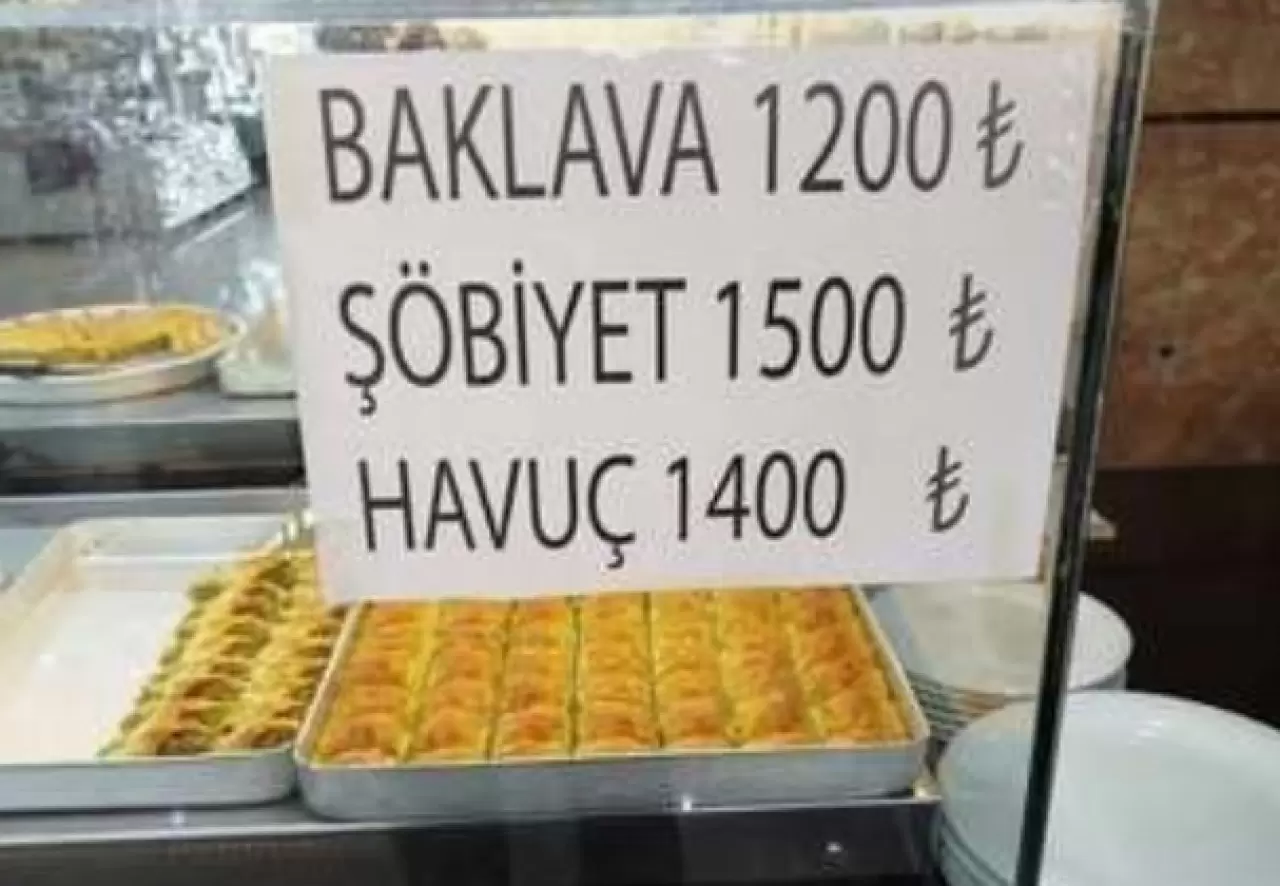 BAKLAVA 1200 ₺
ŞÖBİYET 1500 ₺
HAVUÇ 1400 ₺